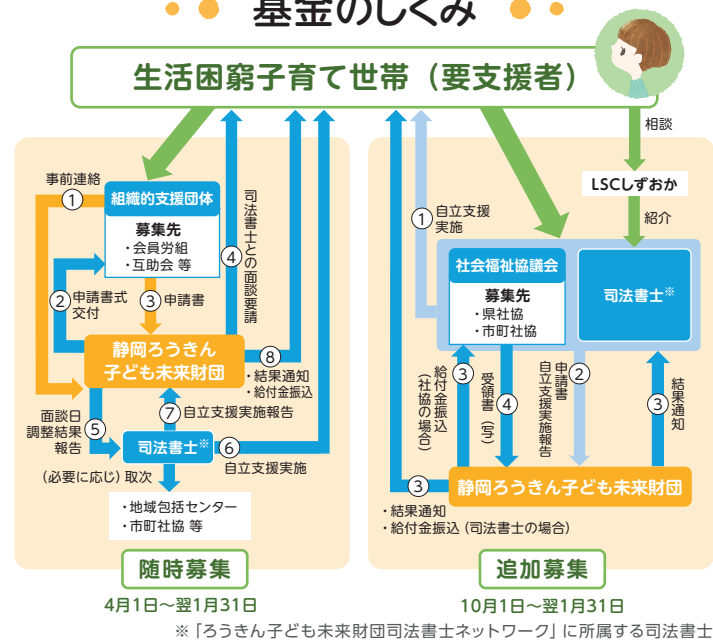 基金のしくみ
生活困窮子育て世帯（要支援者）
事前連絡
①
組織的支援団体
募集先
・会員労組
・互助会 等
②申請書式
交付
③申請書
④
司法書士との面談要請
静岡ろうきん
子ども未来財団
⑧
・結果通知
・給付金振込
面談日
調整結果
報告
⑤
⑦自立支援実施報告
司法書士※
⑥
自立支援実施
（必要に応じ）取次
・地域包括センター
・市町社協 等
随時募集
4月1日〜翌1月31日
相談
LSCしずおか
紹介
①自立支援
実施
社会福祉協議会
募集先
・県社協
・市町社協
司法書士※
給付金振込
（社協の場合）
③
受領書（写）
④
申請書
自立支援実施報告
②
③
結果通知
静岡ろうきん子ども未来財団
③
・結果通知
・給付金振込（司法書士の場合）
追加募集
10月1日〜翌1月31日
※「ろうきん子ども未来財団司法書士ネットワーク」に所属する司法書士